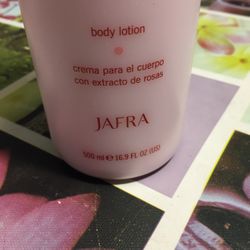 body lotion
crema para el cuerpo
con extracto de rosas
JAFRA
500 ml e 16.9 FL OZ (US)